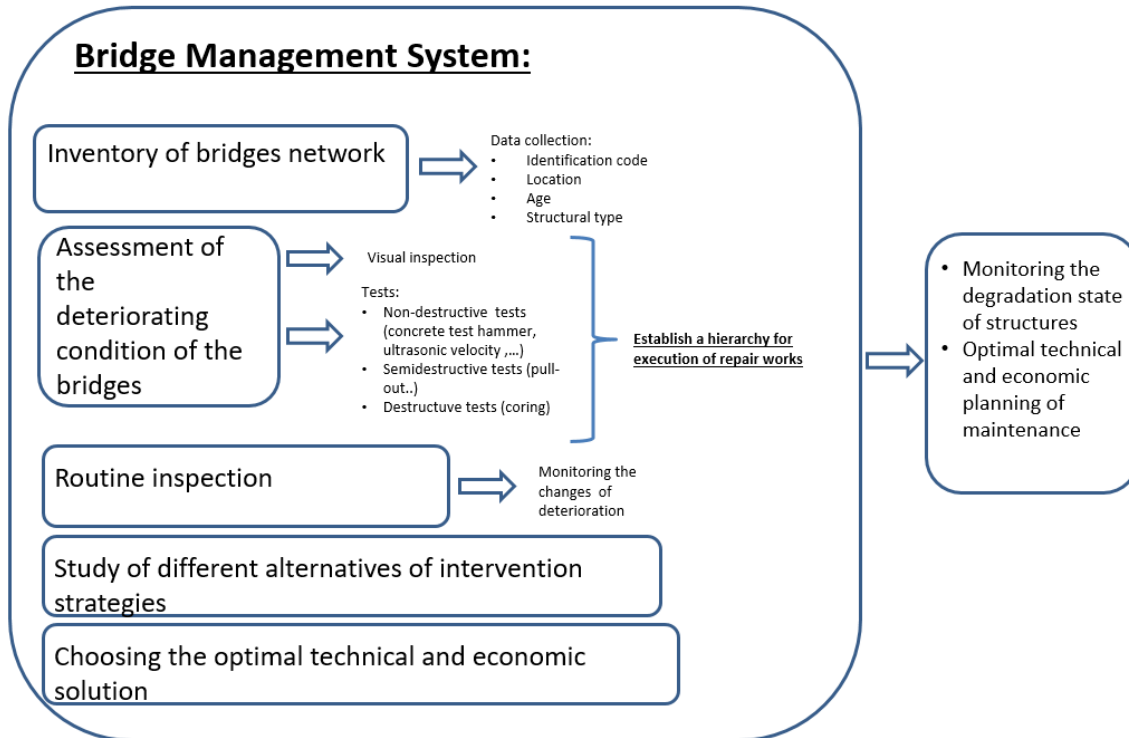 Bridge Management System:
Inventory of bridges network
Data collection:
• Identification code
• Location
• Age
• Structural type
Assessment of
the
deteriorating
condition of the
bridges
Visual inspection
Tests:
• Non-destructive tests
(concrete test hammer,
ultrasonic velocity ,...)
• Semidestructive tests (pull-
out..)
• Destructuve tests (coring)
Establish a hierarchy for
execution of repair works
Routine inspection
Monitoring the
changes of
deterioration
Study of different alternatives of intervention
strategies
Choosing the optimal technical and economic
solution
• Monitoring the
degradation state
of structures
• Optimal technical
and economic
planning of
maintenance